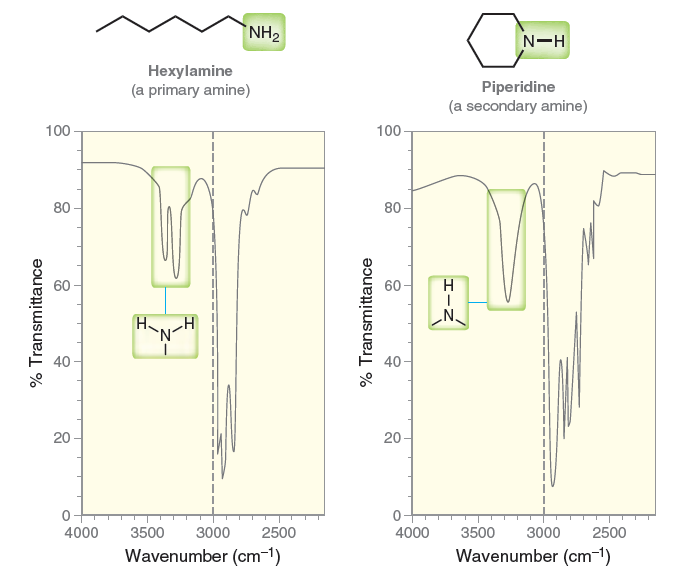 NH₂
Hexylamine
(a primary amine)
N—H
Piperidine
(a secondary amine)
100
80
60
40
20
0
% Transmittance
H
N
H
4000
3500
3000
2500
Wavenumber (cm⁻¹)
100
80
60
40
20
0
% Transmittance
H
N
4000
3500
3000
2500
Wavenumber (cm⁻¹)